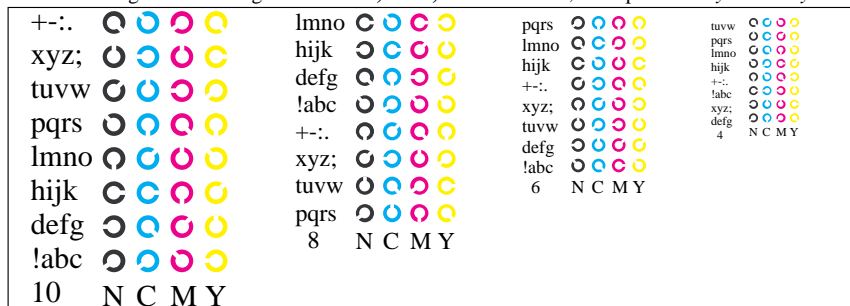 +-:.
xyz;
tuvw
pqrs
lmno
hijk
defg
!abc
10 N C M Y
lmno
hijk
defg
!abc
+-:.
xyz;
tuvw
pqrs
8 N C M Y
pqrs
lmno
hijk
+-:.
xyz;
tuvw
defg
!abc
6 N C M Y
tuvw
pqrs
lmno
hijk
+-:.
!abc
xyz;
defg
4 N C M Y